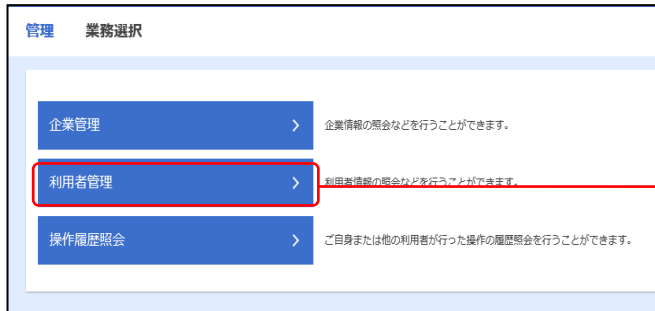 管理 業務選択
企業管理
企業情報の照会などを行うことができます。
利用者管理
利用者情報の照会などを行うことができます。
操作履歴照会
ご自身または他の利用者が行った操作の履歴照会を行うことができます。